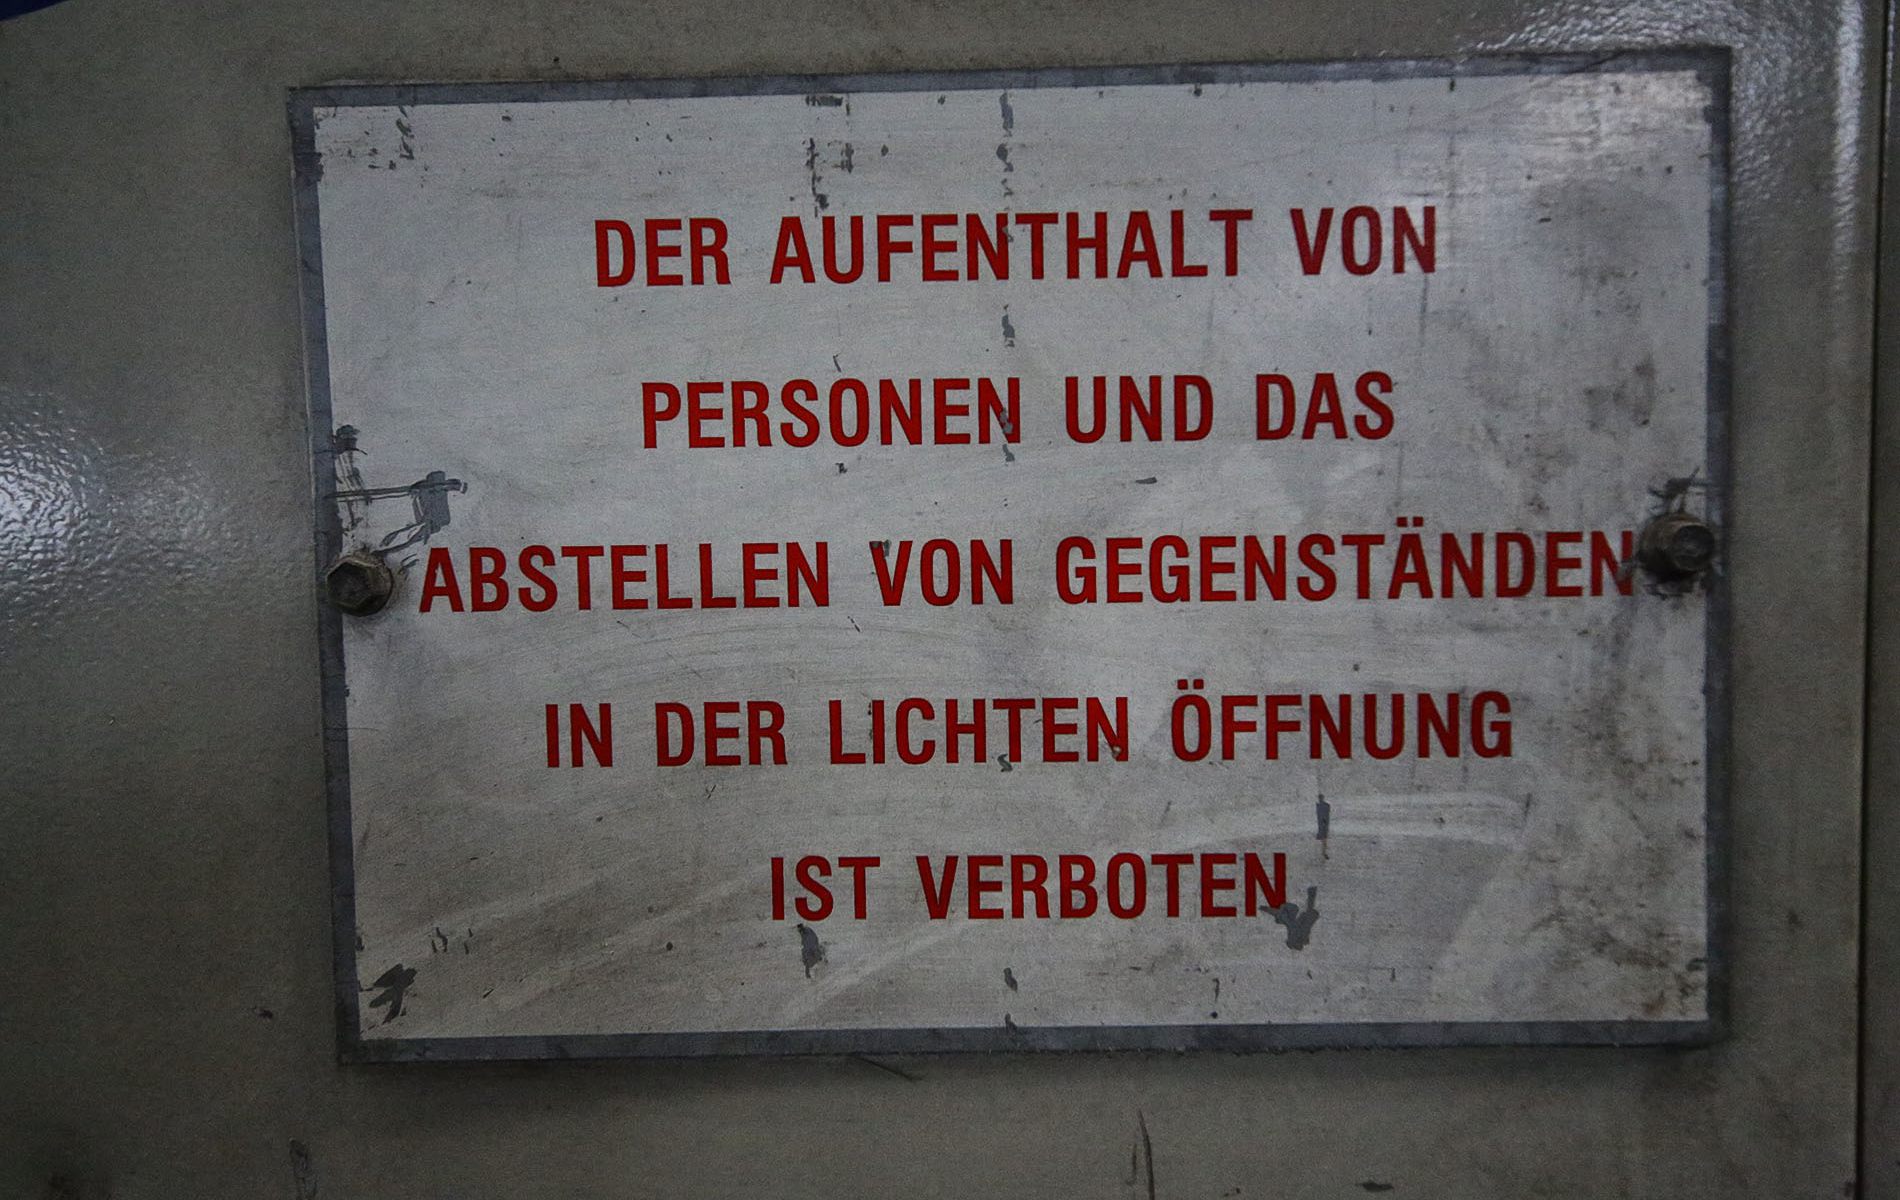 DER AUFENTHALT VON
PERSONEN UND DAS
ABSTELLEN VON GEGENSTÄNDEN
IN DER LICHTEN ÖFFNUNG
IST VERBOTEN